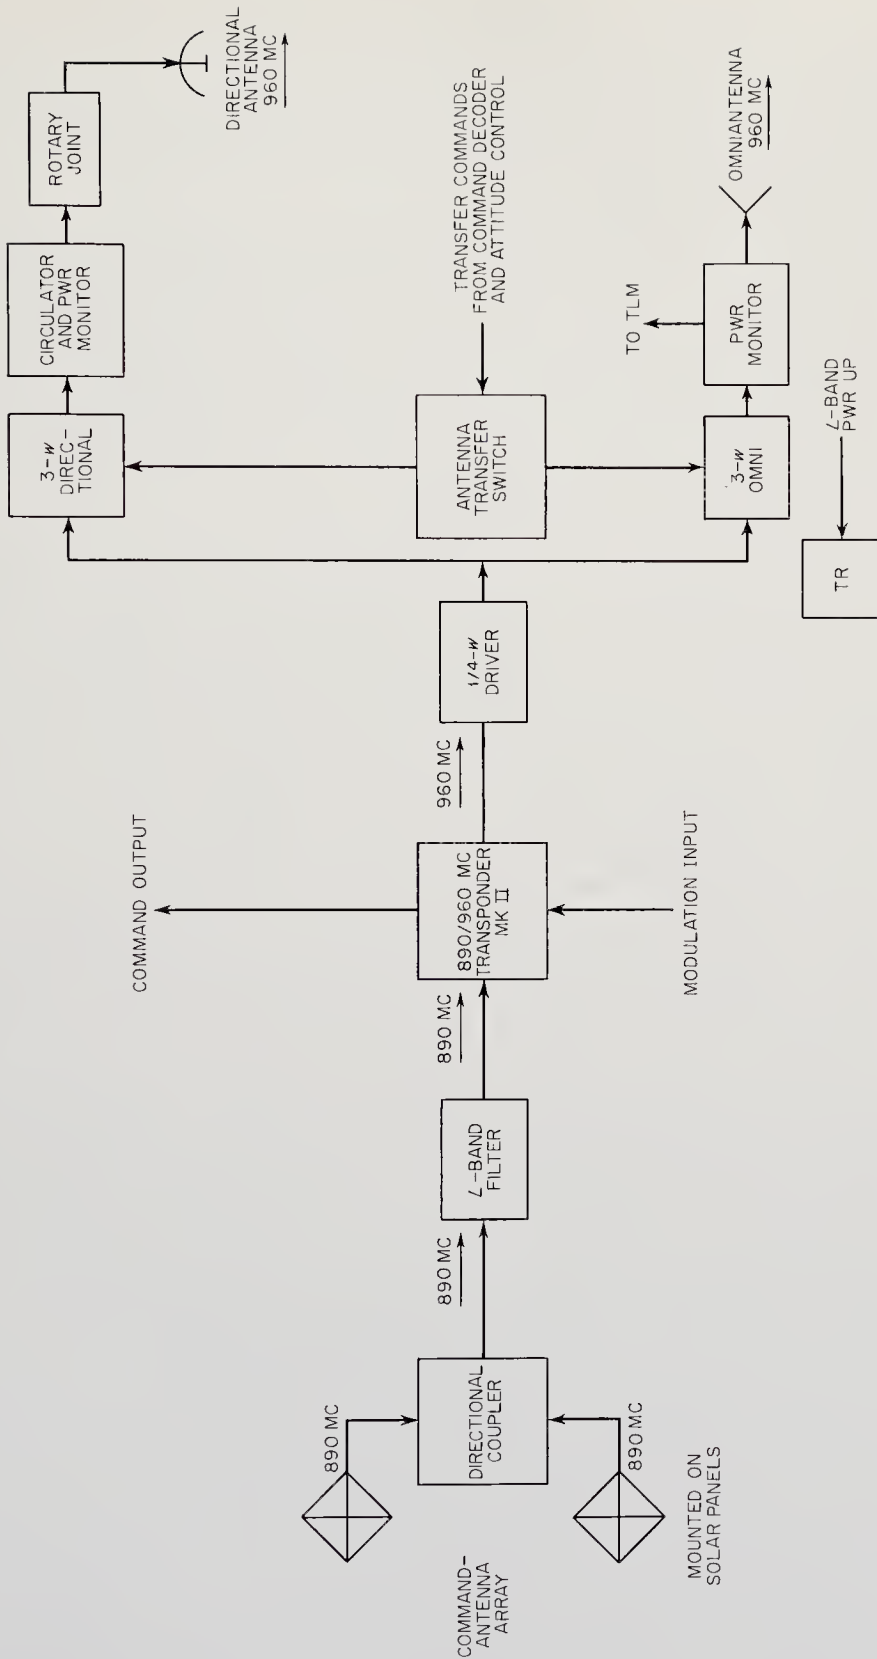 COMMAND-
ANTENNA
ARRAY
890 MC
890 MC
MOUNTED ON
SOLAR PANELS
DIRECTIONAL
COUPLER
890 MC
L-BAND
FILTER
890 MC
COMMAND OUTPUT
890/960 MC
TRANSPONDER
MK II
MODULATION INPUT
960 MC
1/4-w
DRIVER
3-w
DIREC-
TIONAL
CIRCULATOR
AND PWR
MONITOR
ROTARY
JOINT
DIRECTIONAL
ANTENNA
960 MC
ANTENNA
TRANSFER
SWITCH
TRANSFER COMMANDS
FROM COMMAND DECODER
AND ATTITUDE CONTROL
3-w
OMNI
TO TLM
PWR
MONITOR
OMNIANTENNA
960 MC
TR
L-BAND
PWR UP